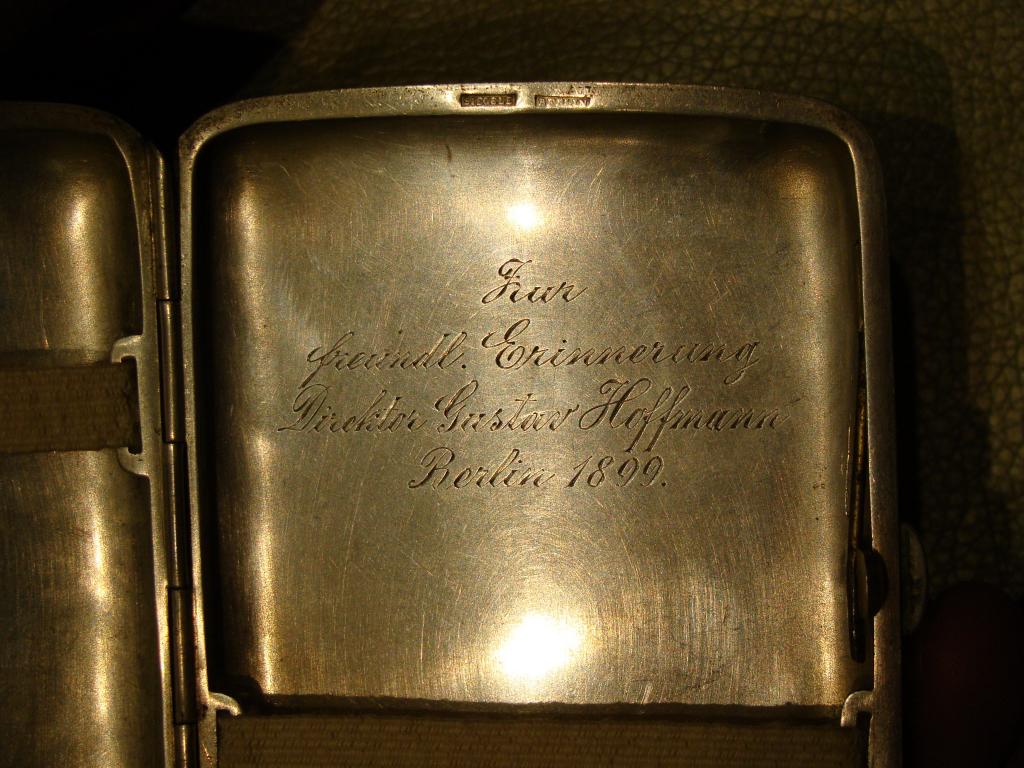 Zur
freundl. Erinnerung
Direktor Gustav Hoffmann
Berlin 1899.